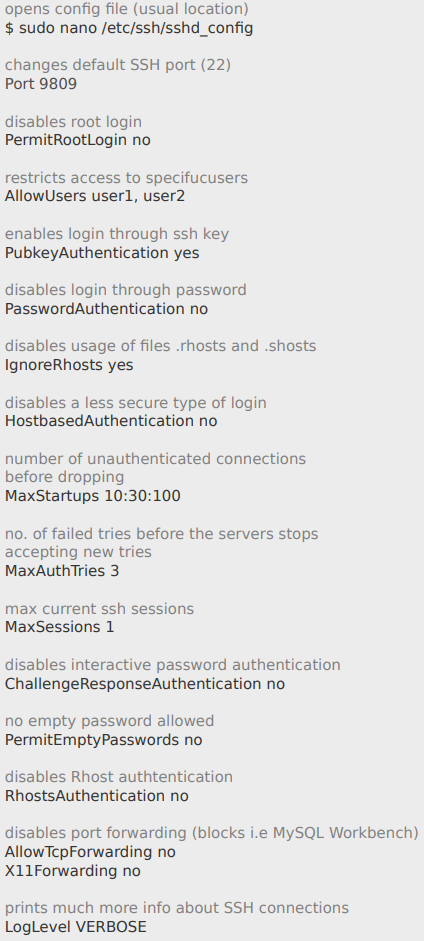 opens config file (usual location)
$ sudo nano /etc/ssh/sshd_config
changes default SSH port (22)
Port 9809
disables root login
PermitRootLogin no
restricts access to specifucusers
AllowUsers user1, user2
enables login through ssh key
PubkeyAuthentication yes
disables login through password
PasswordAuthentication no
disables usage of files .rhosts and .shosts
IgnoreRhosts yes
disables a less secure type of login
HostbasedAuthentication no
number of unauthenticated connections
before dropping
MaxStartups 10:30:100
no. of failed tries before the servers stops
accepting new tries
MaxAuthTries 3
max current ssh sessions
MaxSessions 1
disables interactive password authentication
ChallengeResponseAuthentication no
no empty password allowed
PermitEmptyPasswords no
disables Rhost authtentication
RhostsAuthentication no
disables port forwarding (blocks i.e MySQL Workbench)
AllowTcpForwarding no
X11Forwarding no
prints much more info about SSH connections
LogLevel VERBOSE